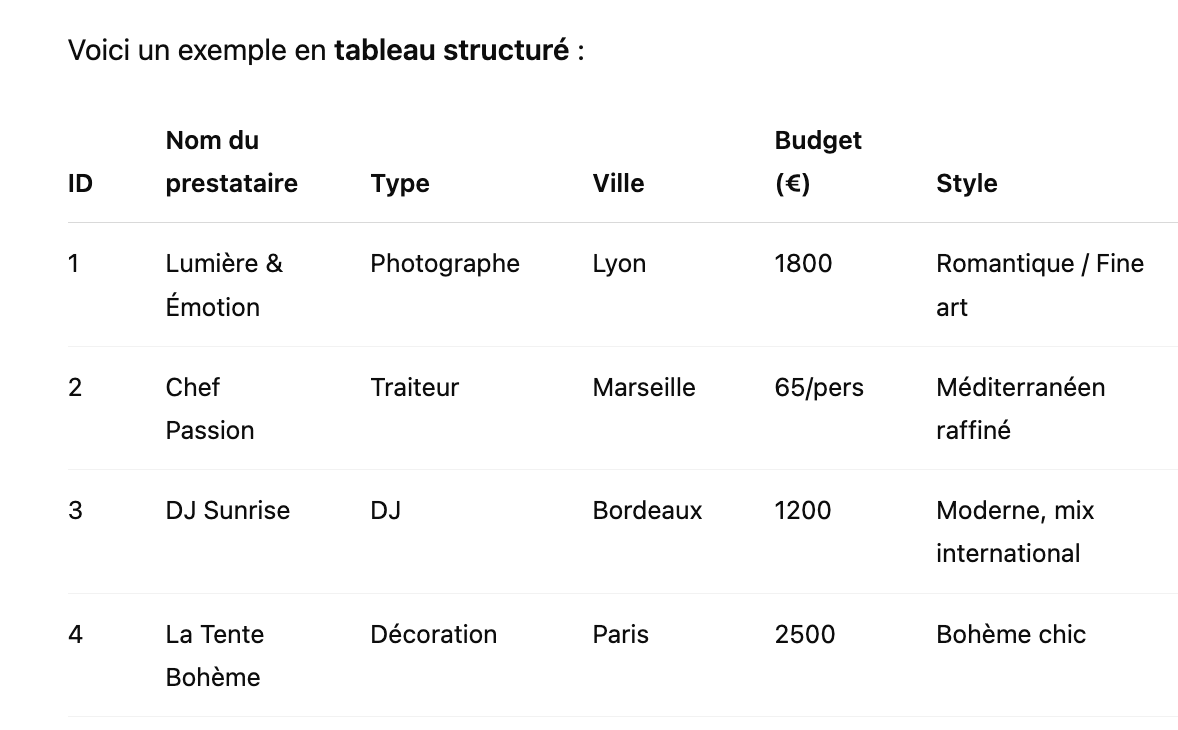 Voici un exemple en tableau structuré :
Nom du Budget
ID prestataire Type Ville (€) Style
1 Lumière & Photographe Lyon 1800 Romantique / Fine
Émotion art
2 Chef Traiteur Marseille 65/pers Méditerranéen
Passion raffiné
3 DJ Sunrise DJ Bordeaux 1200 Moderne, mix
international
4 La Tente Décoration Paris 2500 Bohème chic
Bohème